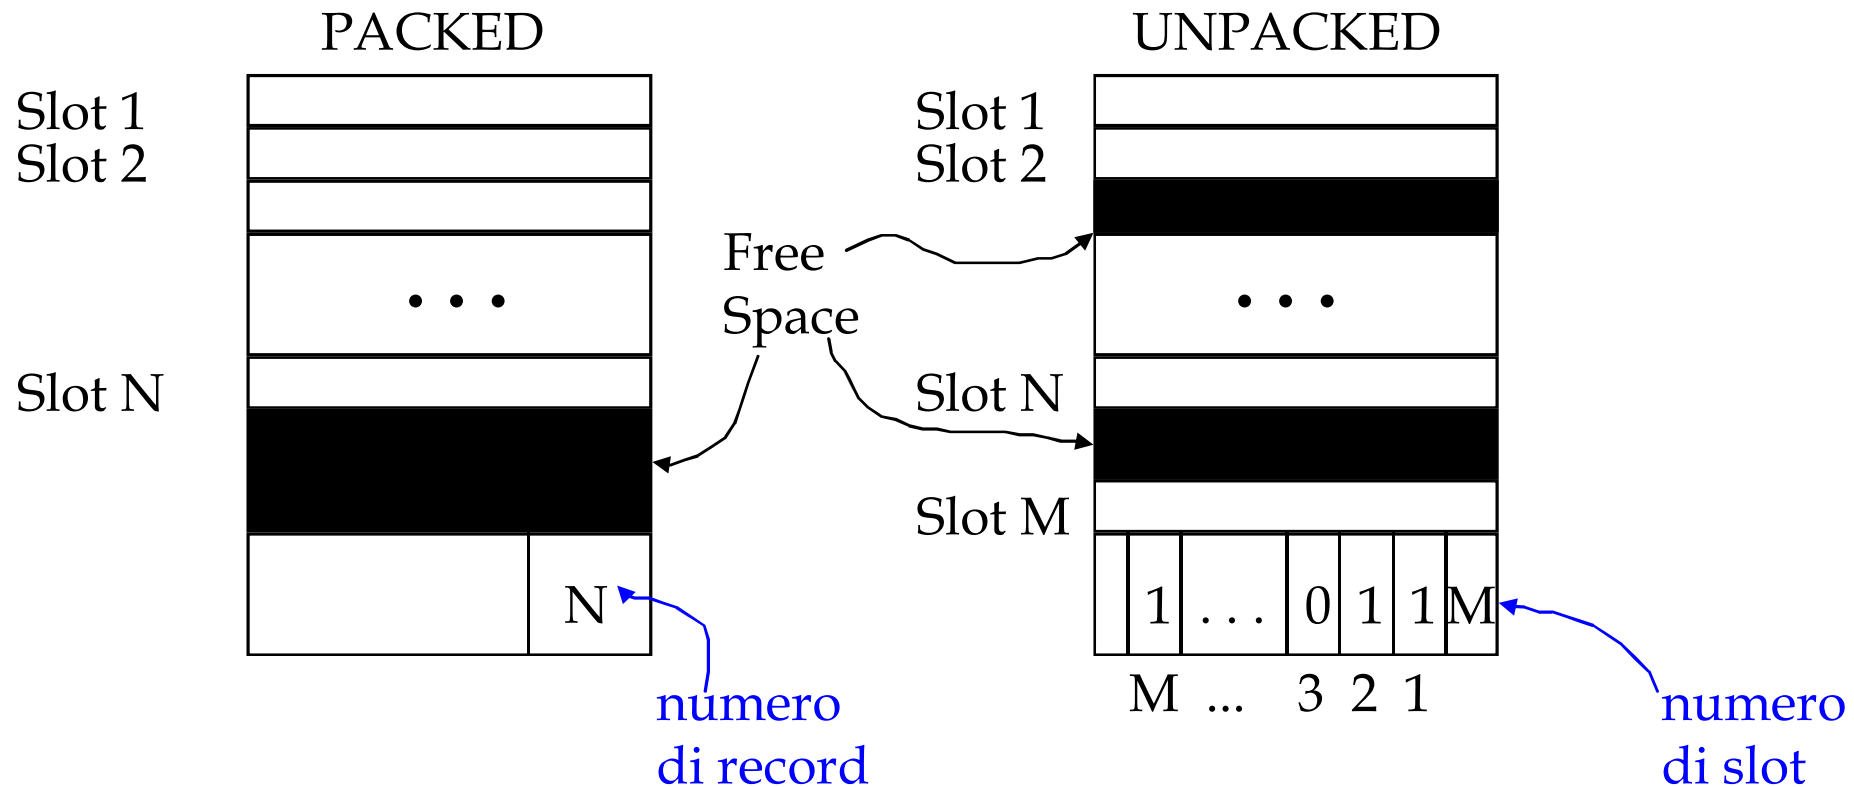 PACKED
Slot 1
Slot 2
• • •
Slot N
N
numero
di record
Free
Space
UNPACKED
Slot 1
Slot 2
• • •
Slot N
Slot M
1 . . . 0 1 1 M
M ... 3 2 1
numero
di slot